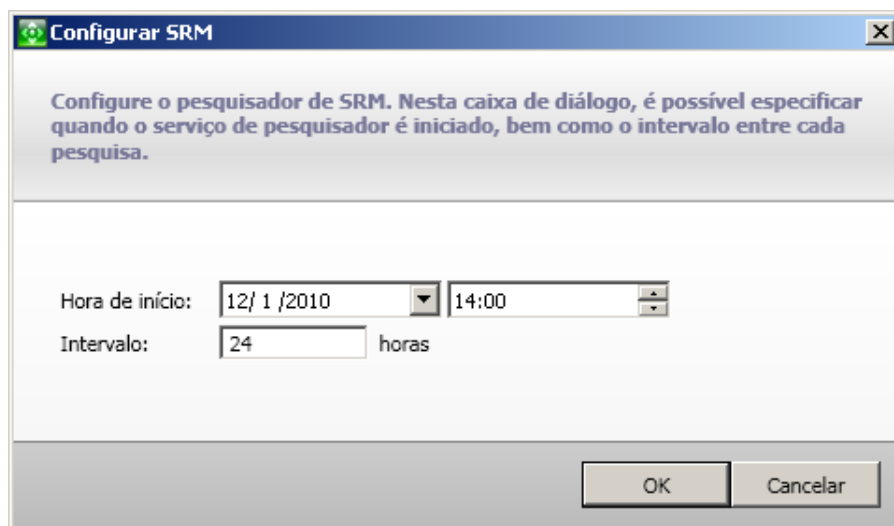 Configurar SRM
Configure o pesquisador de SRM. Nesta caixa de diálogo, é possível especificar
quando o serviço de pesquisador é iniciado, bem como o intervalo entre cada
pesquisa.
Hora de início: 12/ 1 /2010 14:00
Intervalo: 24 horas
OK Cancelar